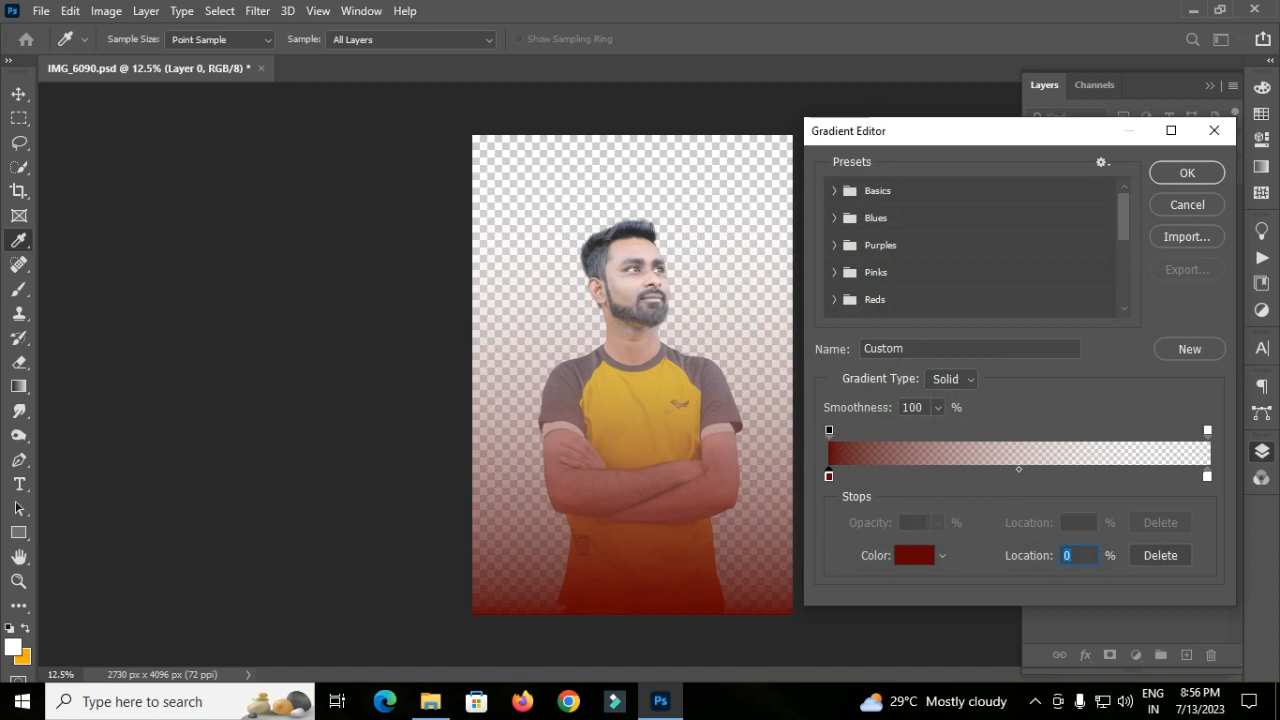 Ps File Edit Image Layer Type Select Filter 3D View Window Help
Sample Size: Point Sample Sample: All Layers Show Sampling Ring
IMG_6090.psd @ 12.5% (Layer 0, RGB/8) *
Layers Channels
Gradient Editor
Presets
Basics
Blues
Purples
Pinks
Reds
OK
Cancel
Import...
Export...
Name: Custom
New
Gradient Type: Solid
Smoothness: 100 %
Stops
Opacity: % Location: % Delete
Color: Location: 0 % Delete
12.5% 2730 px x 4096 px (72 ppi)
Type here to search
Ps
29°C Mostly cloudy
ENG
IN
8:56 PM
7/13/2023